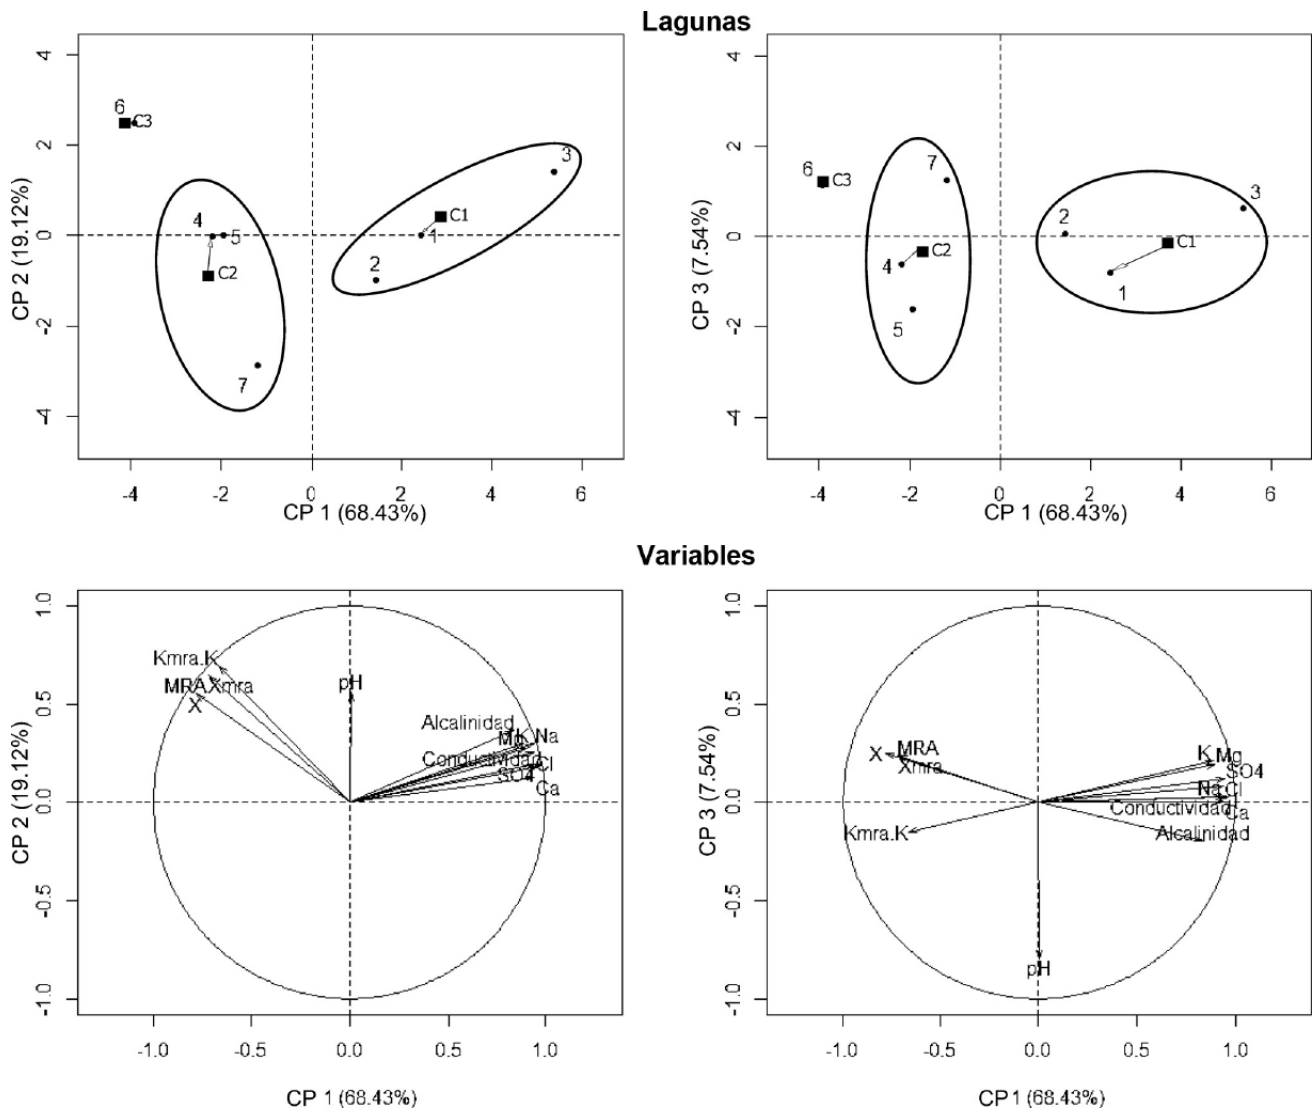 Lagunas
4
2
0
-2
-4
CP 2 (19.12%)
6
C3
4
5
C2
7
3
C1
1
2
-4 -2 0 2 4 6
CP 1 (68.43%)
4
2
0
-2
-4
CP 3 (7.54%)
6
C3
7
4
C2
5
2
3
C1
1
-4 -2 0 2 4 6
CP 1 (68.43%)
Variables
1.0
0.5
0.0
-0.5
-1.0
CP 2 (19.12%)
Kmra.K
MRA Xmra
X
pH
Alcalinidad
Mg K Na
Conductividad Cl
SO4
Ca
-1.0 -0.5 0.0 0.5 1.0
CP 1 (68.43%)
1.0
0.5
0.0
-0.5
-1.0
CP 3 (7.54%)
X MRA
Xmra
Kmra.K
K Mg
SO4
Na Cl
Conductividad
Ca
Alcalinidad
pH
-1.0 -0.5 0.0 0.5 1.0
CP 1 (68.43%)